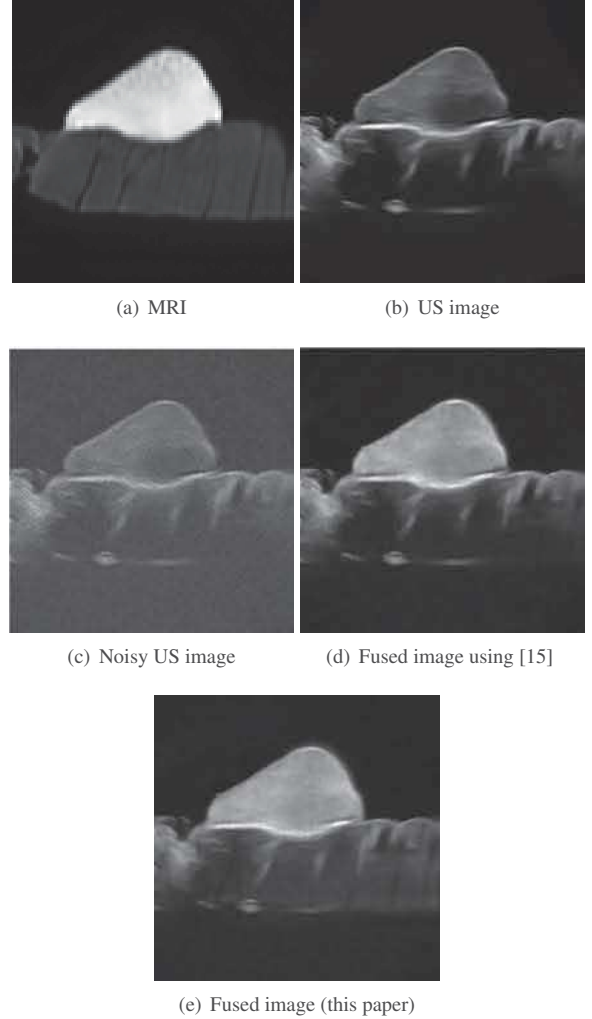 (a) MRI
(b) US image
(c) Noisy US image
(d) Fused image using [15]
(e) Fused image (this paper)